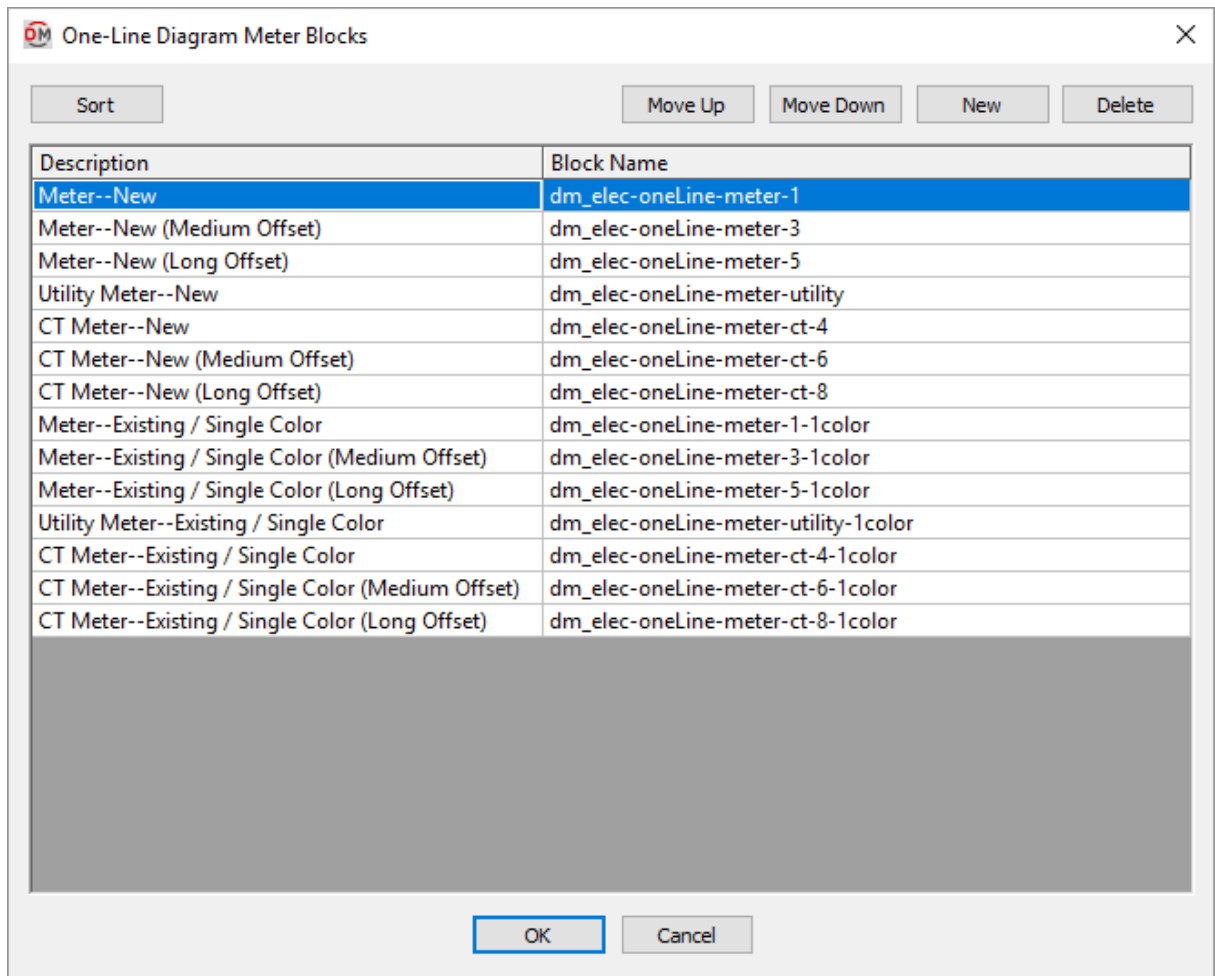 DM One-Line Diagram Meter Blocks
Sort Move Up Move Down New Delete
Description Block Name
Meter--New dm_elec-oneLine-meter-1
Meter--New (Medium Offset) dm_elec-oneLine-meter-3
Meter--New (Long Offset) dm_elec-oneLine-meter-5
Utility Meter--New dm_elec-oneLine-meter-utility
CT Meter--New dm_elec-oneLine-meter-ct-4
CT Meter--New (Medium Offset) dm_elec-oneLine-meter-ct-6
CT Meter--New (Long Offset) dm_elec-oneLine-meter-ct-8
Meter--Existing / Single Color dm_elec-oneLine-meter-1-1color
Meter--Existing / Single Color (Medium Offset) dm_elec-oneLine-meter-3-1color
Meter--Existing / Single Color (Long Offset) dm_elec-oneLine-meter-5-1color
Utility Meter--Existing / Single Color dm_elec-oneLine-meter-utility-1color
CT Meter--Existing / Single Color dm_elec-oneLine-meter-ct-4-1color
CT Meter--Existing / Single Color (Medium Offset) dm_elec-oneLine-meter-ct-6-1color
CT Meter--Existing / Single Color (Long Offset) dm_elec-oneLine-meter-ct-8-1color
OK Cancel